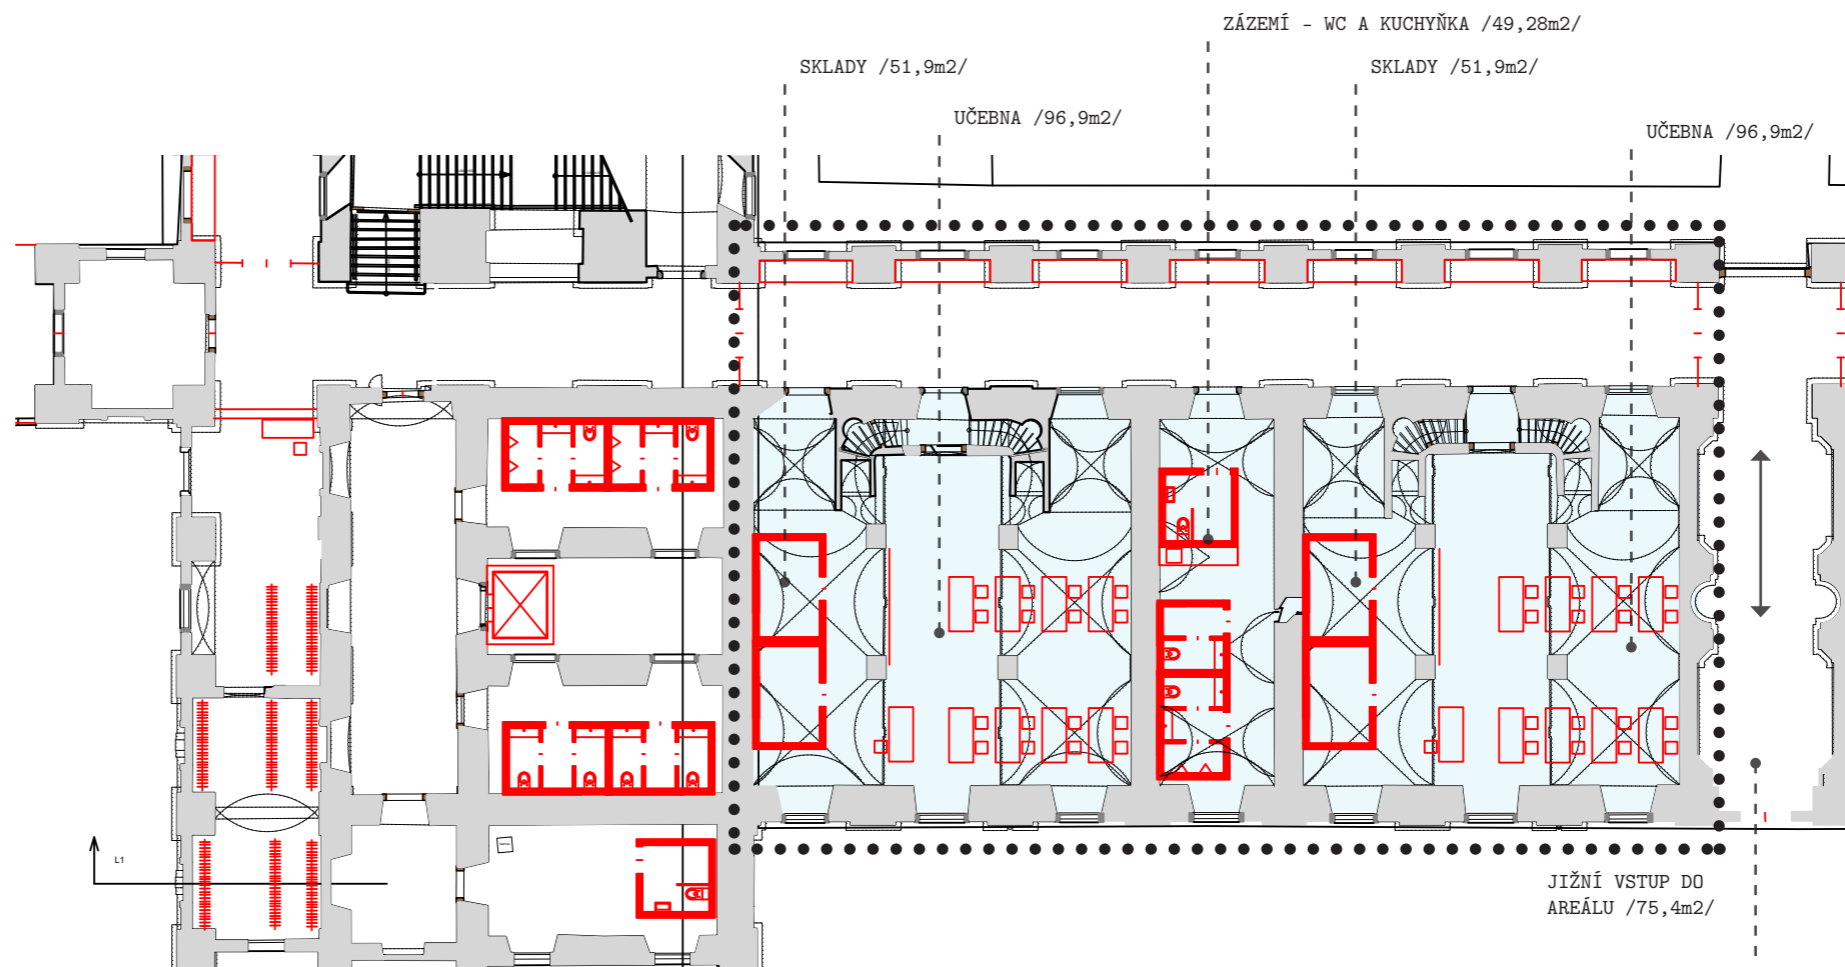 ZÁZEMÍ - WC A KUCHYŇKA /49,28m2/
SKLADY /51,9m2/
SKLADY /51,9m2/
UČEBNA /96,9m2/
UČEBNA /96,9m2/
L1
JIŽNÍ VSTUP DO
AREÁLU /75,4m2/